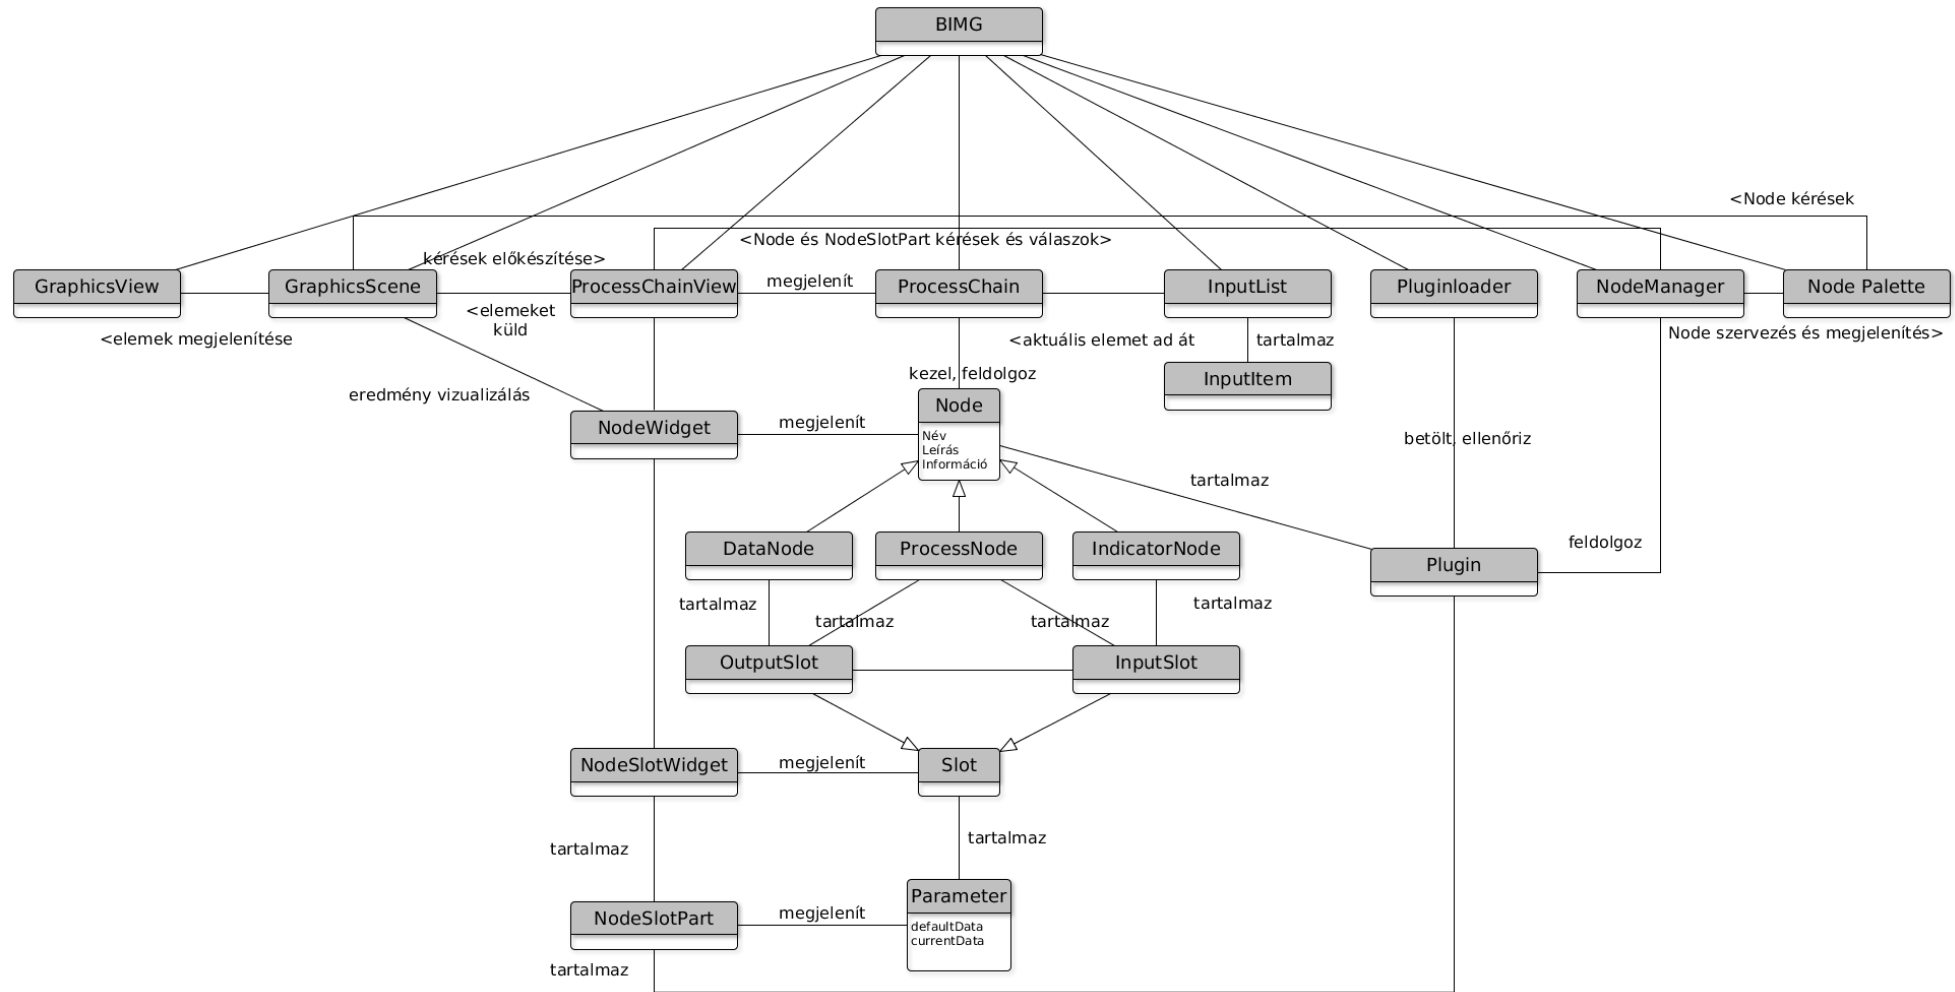 BIMG
<Node kérések
<Node és NodeSlotPart kérések és válaszok>
kérések előkészítése>
GraphicsView
GraphicsScene
ProcessChainView
megjelenít
ProcessChain
InputList
Pluginloader
NodeManager
Node Palette
<elemek megjelenítése
<elemeket
küld
<aktuális elemet ad át
tartalmaz
Node szervezés és megjelenítés>
kezel, feldolgoz
InputItem
eredmény vizualizálás
NodeWidget
megjelenít
Node
Név
Leírás
Információ
betölt, ellenőriz
tartalmaz
DataNode
ProcessNode
IndicatorNode
feldolgoz
Plugin
tartalmaz
tartalmaz
tartalmaz
tartalmaz
OutputSlot
InputSlot
NodeSlotWidget
megjelenít
Slot
tartalmaz
tartalmaz
Parameter
defaultData
currentData
NodeSlotPart
megjelenít
tartalmaz